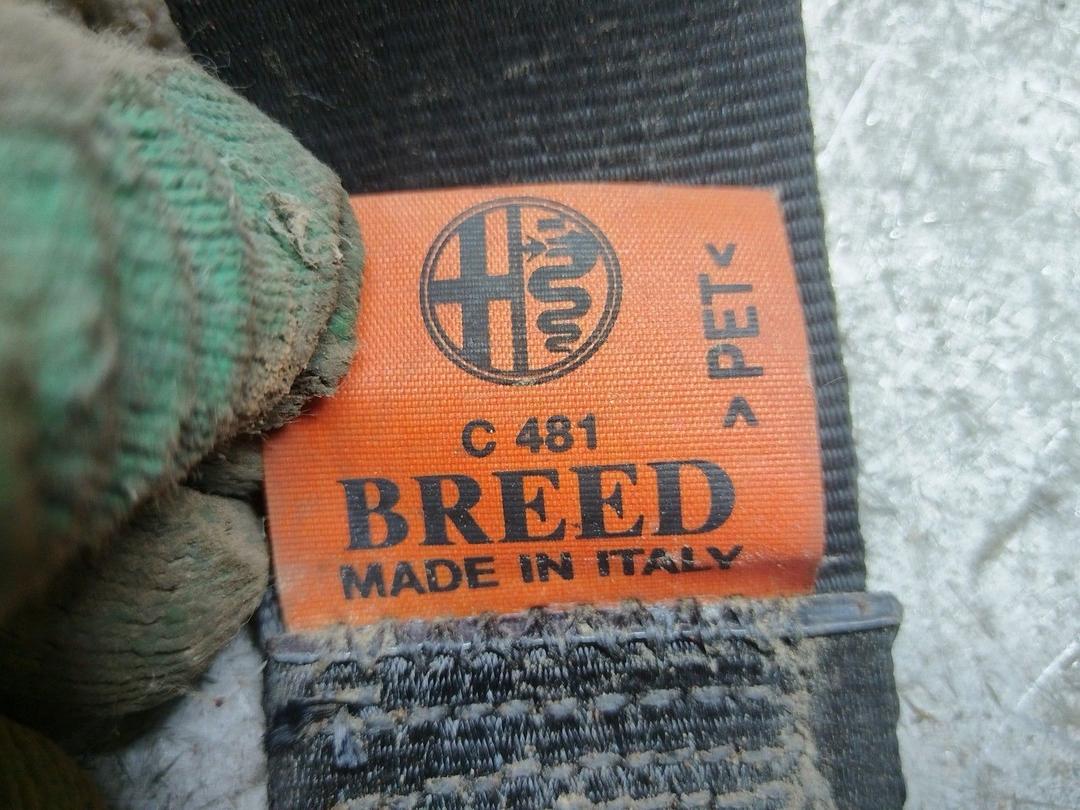 C 481
BREED
MADE IN ITALY
>PET<